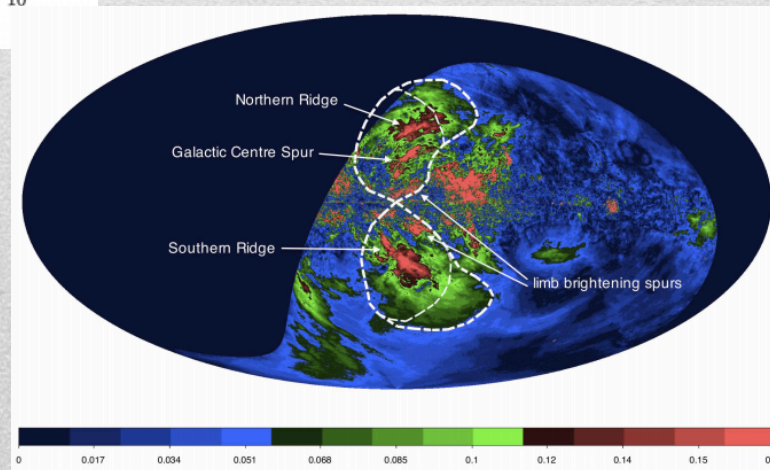 10
Northern Ridge
Galactic Centre Spur
Southern Ridge
limb brightening spurs
0 0.017 0.034 0.051 0.068 0.085 0.1 0.12 0.14 0.15